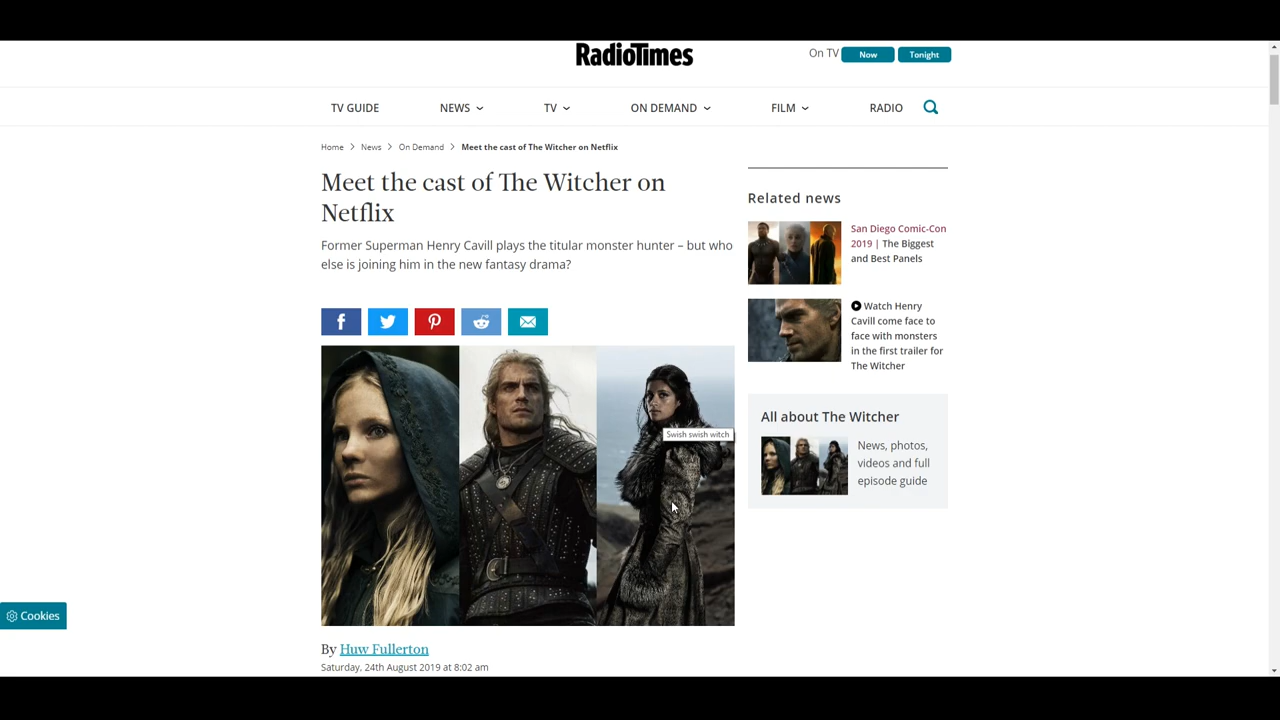 RadioTimes
On TV Now Tonight
TV GUIDE NEWS TV ON DEMAND FILM RADIO
Home > News > On Demand > Meet the cast of The Witcher on Netflix
Meet the cast of The Witcher on
Netflix
Former Superman Henry Cavill plays the titular monster hunter – but who
else is joining him in the new fantasy drama?
Swish swish witch
By Huw Fullerton
Saturday, 24th August 2019 at 8:02 am
Related news
San Diego Comic-Con
2019 | The Biggest
and Best Panels
Watch Henry
Cavill come face to
face with monsters
in the first trailer for
The Witcher
All about The Witcher
News, photos,
videos and full
episode guide
Cookies